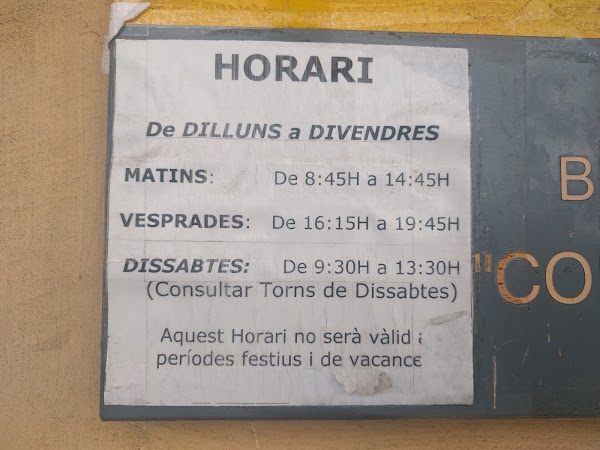 HORARI
De DILLUNS a DIVENDRES
MATINS: De 8:45H a 14:45H
VESPRADES: De 16:15H a 19:45H
DISSABTES: De 9:30H a 13:30H
(Consultar Torns de Dissabtes)
Aquest Horari no serà vàlid
períodes festius i de vacance
B
"CO